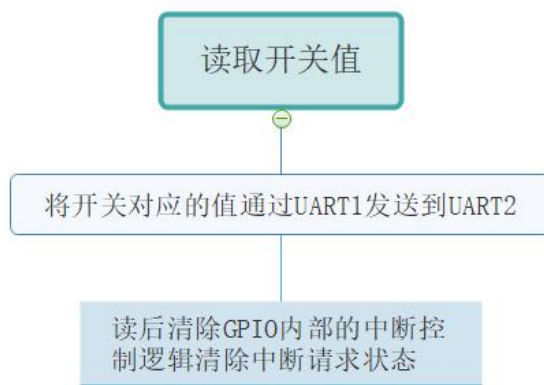 读取开关值
将开关对应的值通过UART1发送到UART2
读后清除GPIO内部的中断控
制逻辑清除中断请求状态